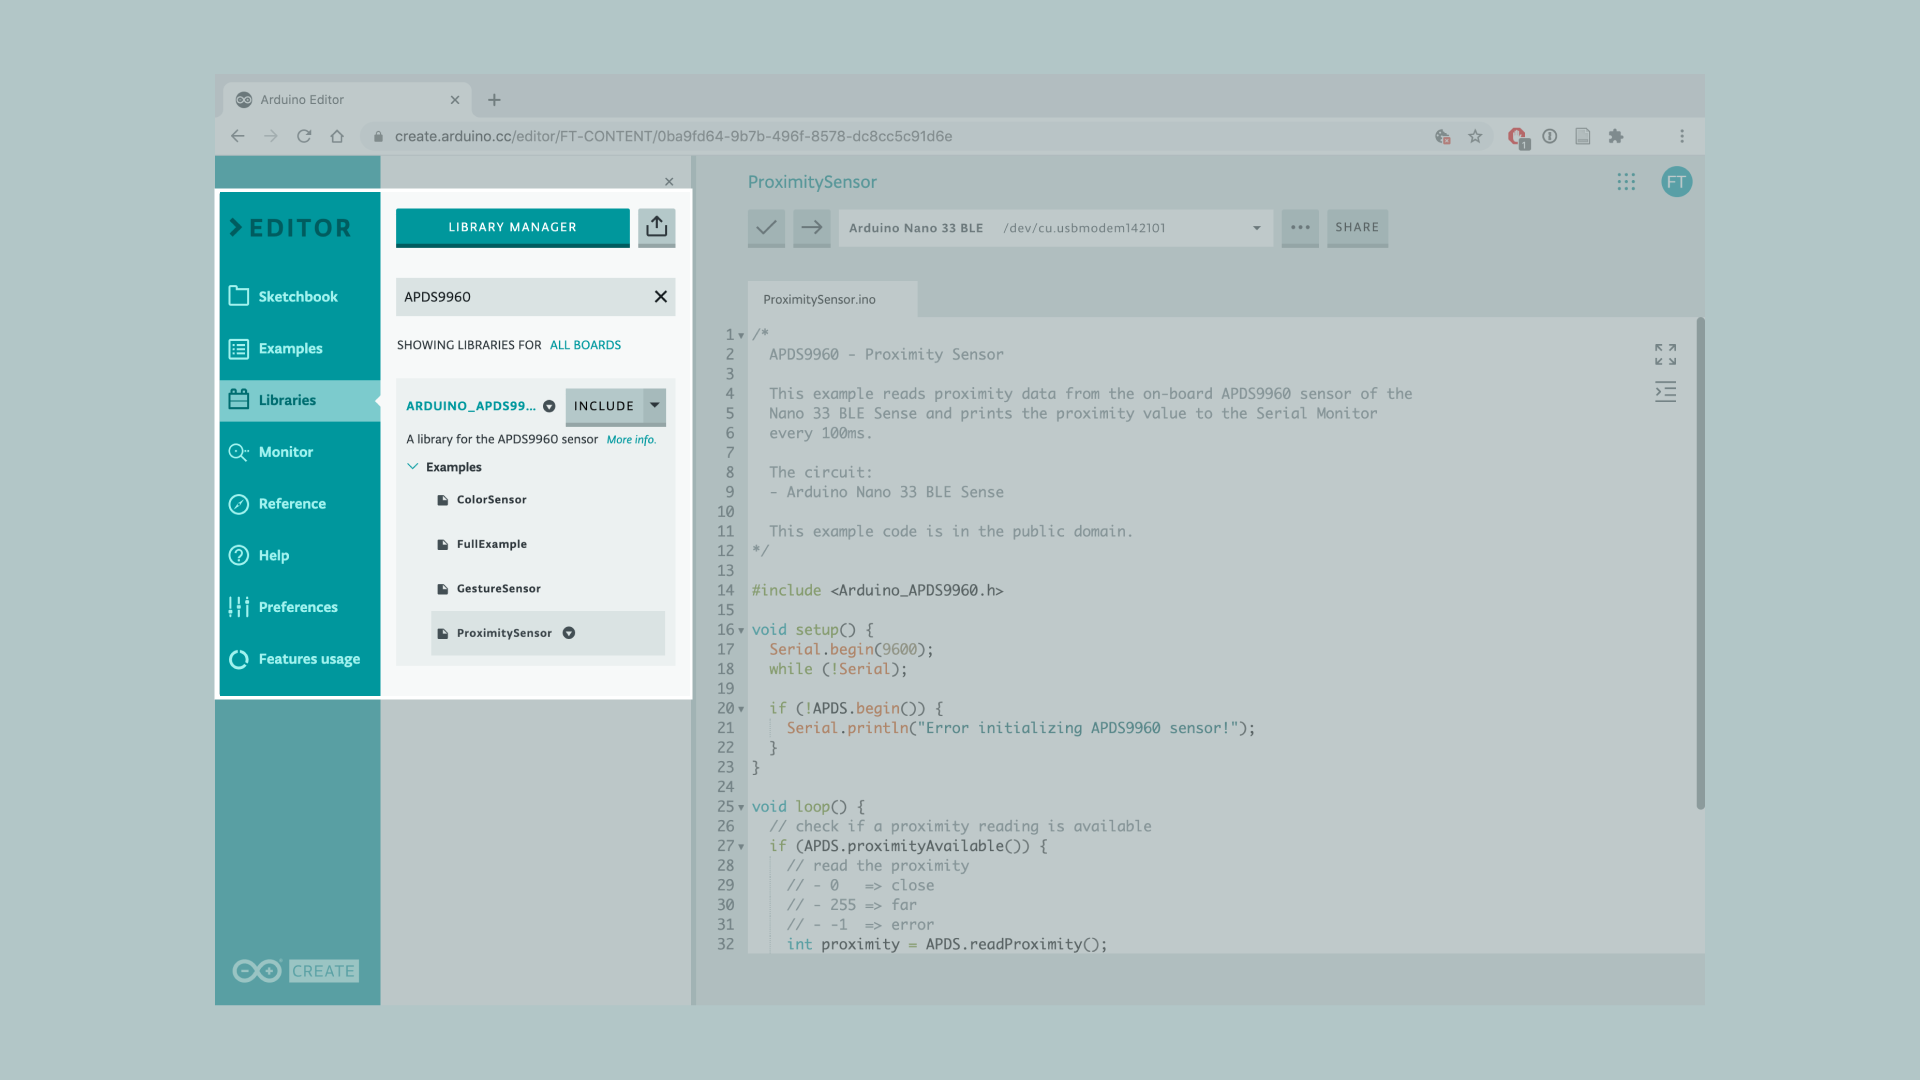 Arduino Editor
create.arduino.cc/editor/FT-CONTENT/0ba9fd64-9b7b-496f-8578-dc8cc5c91d6e
1
EDITOR
Sketchbook
Examples
Libraries
Monitor
Reference
Help
Preferences
Features usage
CREATE
LIBRARY MANAGER
APDS9960
SHOWING LIBRARIES FOR ALL BOARDS
ARDUINO_APDS99... INCLUDE
A library for the APDS9960 sensor More info.
Examples
ColorSensor
FullExample
GestureSensor
ProximitySensor
ProximitySensor
FT
Arduino Nano 33 BLE /dev/cu.usbmodem142101
SHARE
ProximitySensor.ino
1 /*
2 APDS9960 - Proximity Sensor
3
4 This example reads proximity data from the on-board APDS9960 sensor of the
5 Nano 33 BLE Sense and prints the proximity value to the Serial Monitor
6 every 100ms.
7
8 The circuit:
9 - Arduino Nano 33 BLE Sense
10
11 This example code is in the public domain.
12 */
13
14 #include <Arduino_APDS9960.h>
15
16 void setup() {
17 Serial.begin(9600);
18 while (!Serial);
19
20 if (!APDS.begin()) {
21 Serial.println("Error initializing APDS9960 sensor!");
22 }
23 }
24
25 void loop() {
26 // check if a proximity reading is available
27 if (APDS.proximityAvailable()) {
28 // read the proximity
29 // - 0 => close
30 // - 255 => far
31 // - -1 => error
32 int proximity = APDS.readProximity();